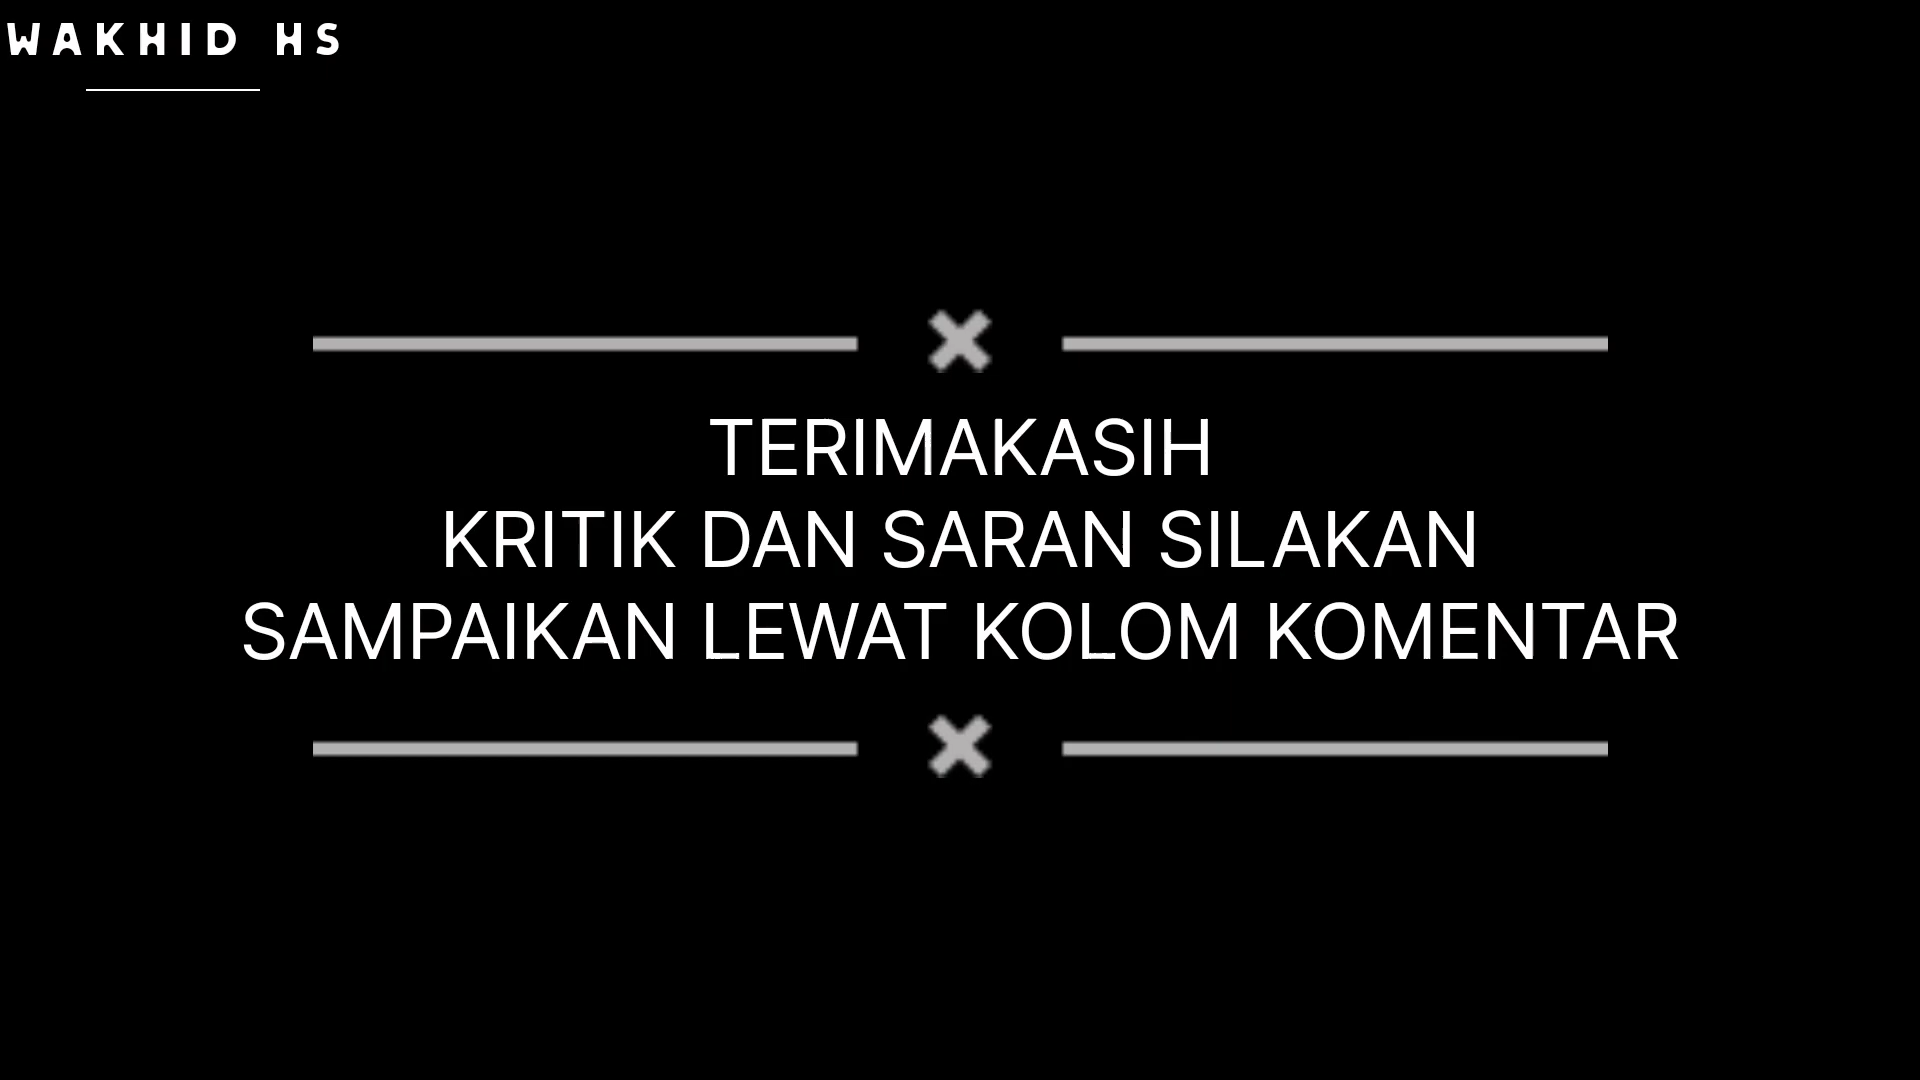 WAKHID HS
TERIMAKASIH
KRITIK DAN SARAN SILAKAN
SAMPAIKAN LEWAT KOLOM KOMENTAR